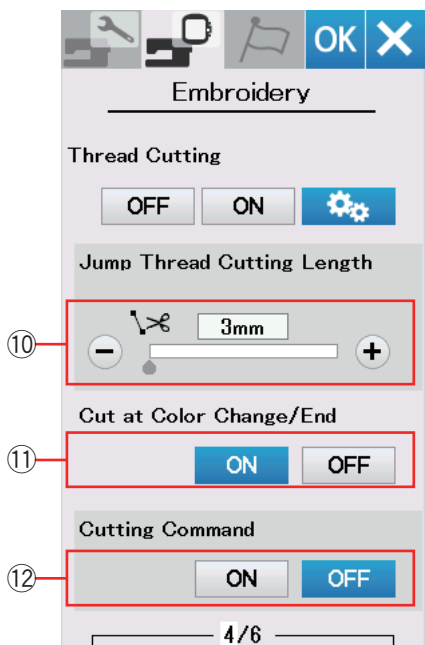 OK X
Embroidery
Thread Cutting
OFF ON
Jump Thread Cutting Length
⑩ 3mm
− +
Cut at Color Change/End
⑪ ON OFF
Cutting Command
⑫ ON OFF
4/6